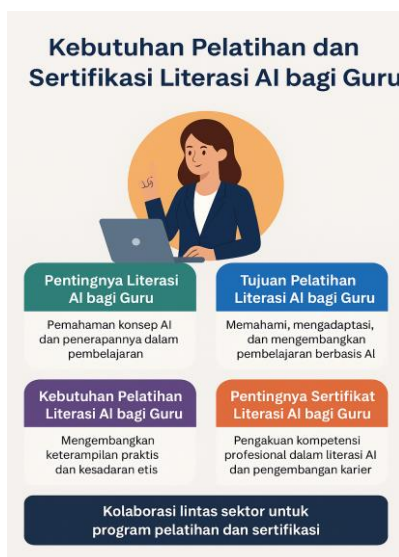 Kebutuhan Pelatihan dan
Sertifikasi Literasi AI bagi Guru
Pentingnya Literasi
AI bagi Guru
Pemahaman konsep AI
dan penerapannya dalam
pembelajaran
Tujuan Pelatihan
Literasi AI bagi Guru
Memahami, mengadaptasi,
dan mengembangkan
pembelajaran berbasis AI
Kebutuhan Pelatihan
Literasi AI bagi Guru
Mengembangkan
keterampilan praktis
dan kesadaran etis
Pentingnya Sertifikat
Literasi AI bagi Guru
Pengakuan kompetensi
profesional dalam literasi AI
dan pengembangan karier
Kolaborasi lintas sektor untuk
program pelatihan dan sertifikasi